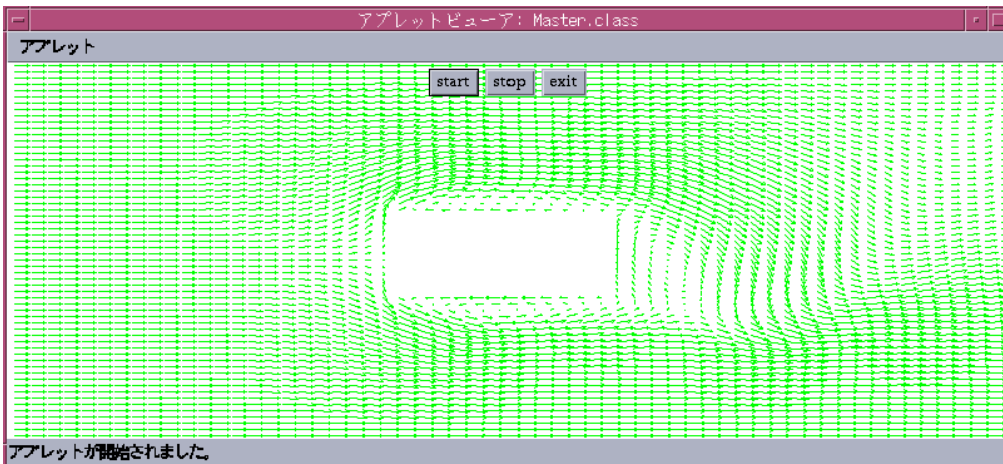 アプレットビューア: Master.class
アプレット
start stop exit
アプレットが開始されました。